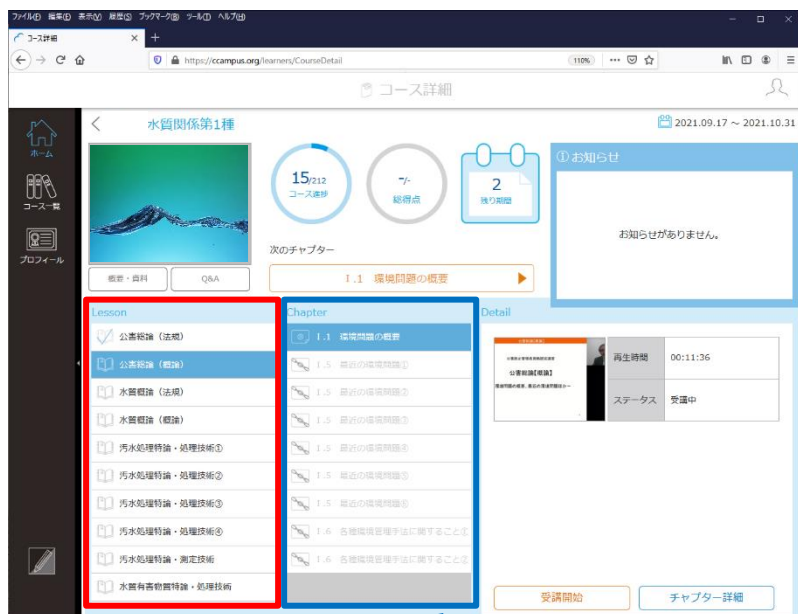 ファイル(F) 編集(E) 表示(V) 履歴(S) ブックマーク(B) ツール(T) ヘルプ(H)
コース詳細
https://ccampus.org/learners/CourseDetail
110%
コース詳細
水質関係第1種
2021.09.17 ～ 2021.10.31
ホーム
コース一覧
プロフィール
15/212
コース進捗
-/-
総得点
2
残り期間
お知らせ
お知らせがありません。
次のチャプター
Ⅰ.1 環境問題の概要
概要・資料
Q&A
Lesson
公害総論（法規）
公害総論（概論）
水質概論（法規）
水質概論（概論）
汚水処理特論・処理技術①
汚水処理特論・処理技術②
汚水処理特論・処理技術③
汚水処理特論・処理技術④
汚水処理特論・測定技術
水質有害物質特論・処理技術
Chapter
Ⅰ.1 環境問題の概要
Ⅰ.5 最近の環境問題①
Ⅰ.5 最近の環境問題②
Ⅰ.5 最近の環境問題③
Ⅰ.5 最近の環境問題④
Ⅰ.5 最近の環境問題⑤
Ⅰ.5 最近の環境問題⑥
Ⅰ.6 各種環境管理手法に関すること①
Ⅰ.6 各種環境管理手法に関すること②
Detail
公害総論【概論】
再生時間
00:11:36
ステータス
受講中
受講開始
チャプター詳細